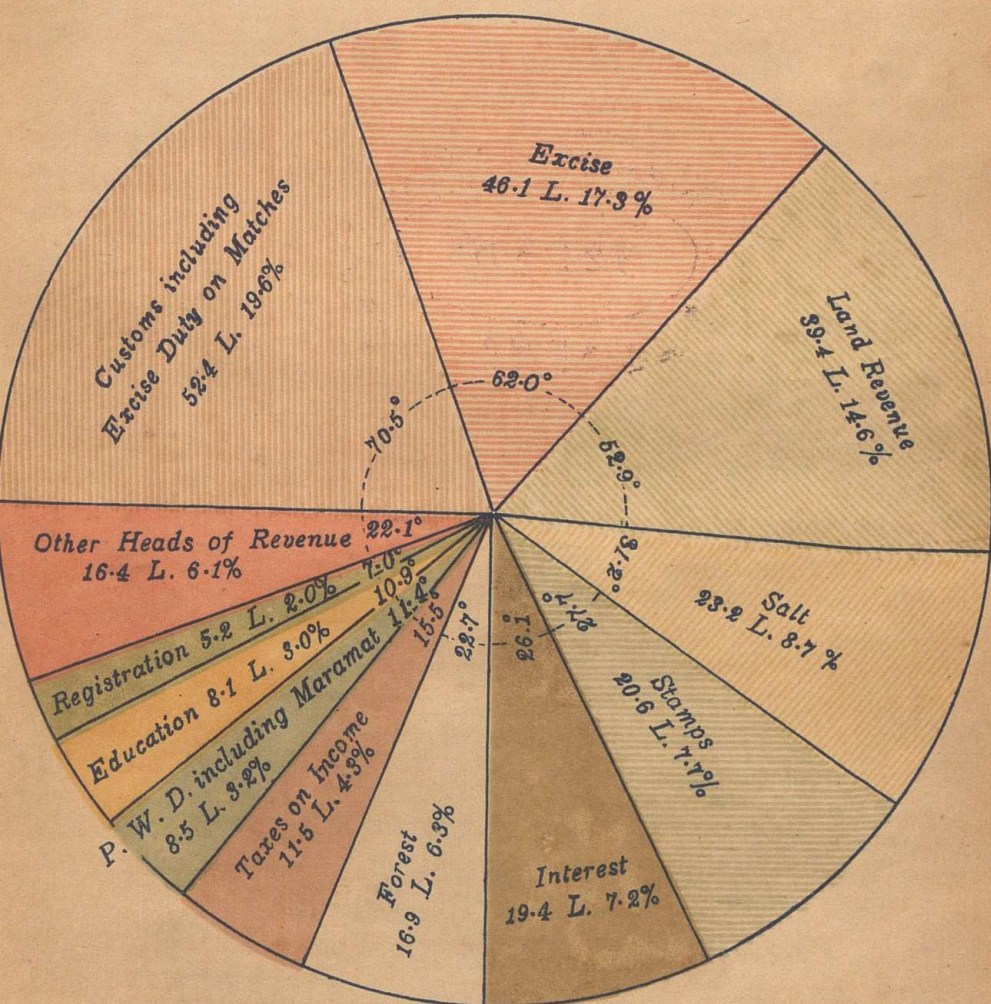 Excise
46·1 L. 17·3%
62·0°
Land Revenue
39·4 L. 14·6%
52·9°
Salt
23·2 L. 8·7%
31·2°
Stamps
20·6 L. 7·7%
27·7°
Interest
19·4 L. 7·2%
26·1°
Forest
16·9 L. 6·3%
22·7°
Taxes on Income
11·5 L. 4·3%
15·5°
P. W. D. including Maramat 11·4°
8·5 L. 3·2%
Education 8·1 L. 3·0% 10·9°
Registration 5·2 L. 2·0% 7·0°
Other Heads of Revenue 22·1°
16·4 L. 6·1%
Customs including
Excise Duty on Matches
52·4 L. 19·6%
70·5°